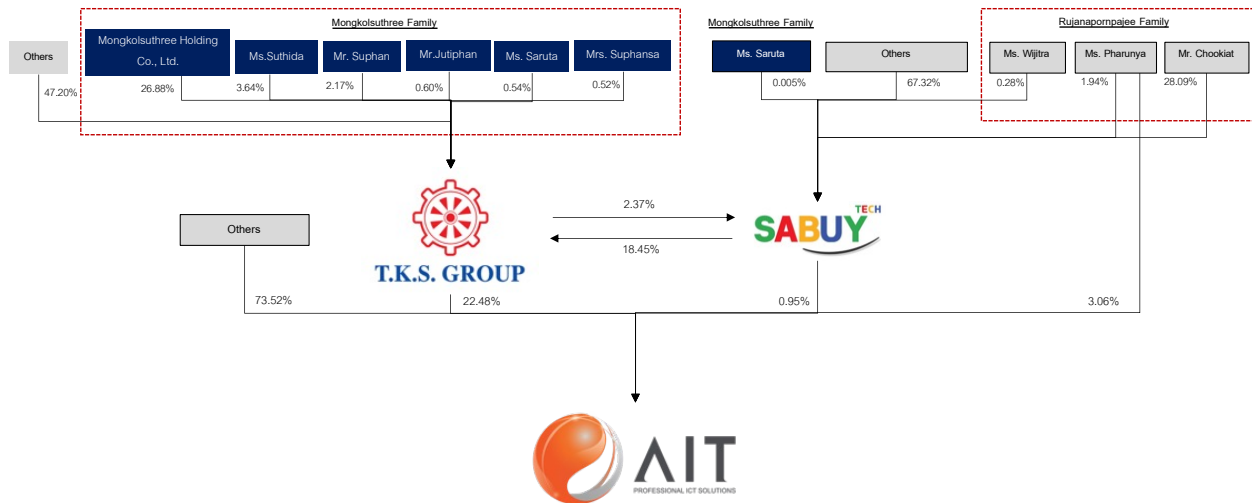 Mongkolsuthree Family
Mongkolsuthree Family
Rujanapornpajee Family
Others
Mongkolsuthree Holding
Co., Ltd.
Ms.Suthida
Mr. Suphan
Mr.Jutiphan
Ms. Saruta
Mrs. Suphansa
Ms. Saruta
Others
Ms. Wijitra
Ms. Pharunya
Mr. Chookiat
47.20%
26.88%
3.64%
2.17%
0.60%
0.54%
0.52%
0.005%
67.32%
0.28%
1.94%
28.09%
Others
T.K.S. GROUP
2.37%
18.45%
SABUY TECH
73.52%
22.48%
0.95%
3.06%
AIT
PROFESSIONAL ICT SOLUTIONS